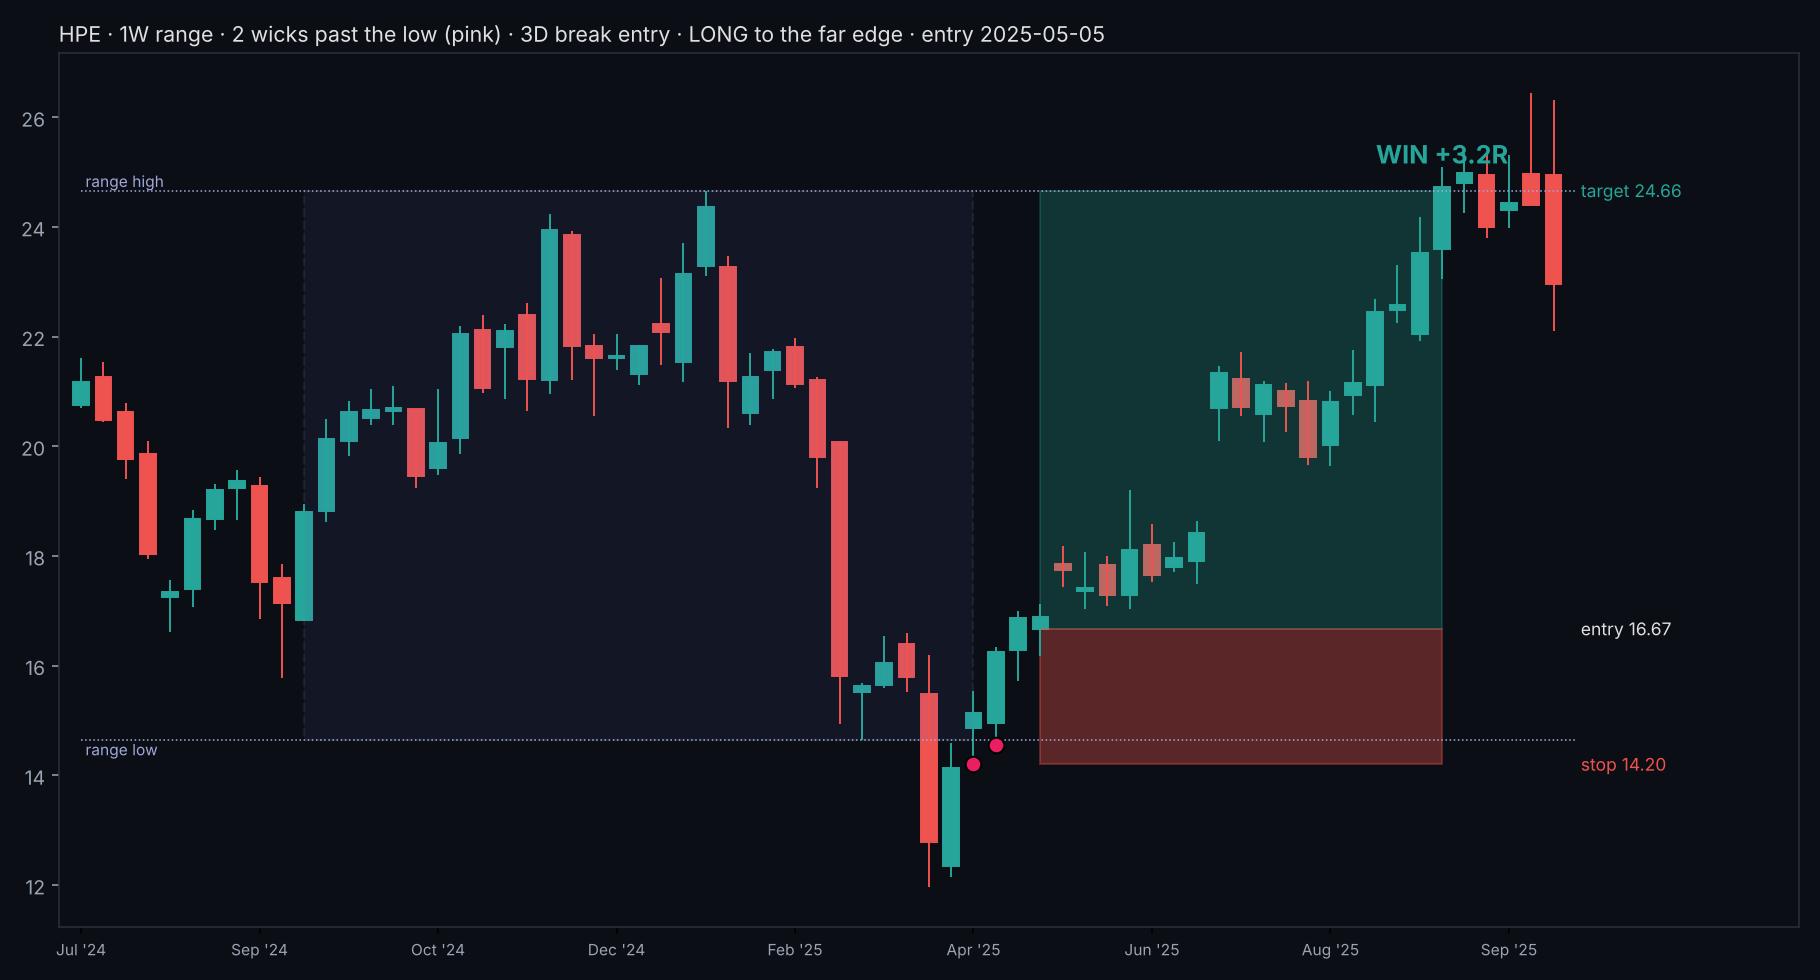 HPE · 1W range · 2 wicks past the low (pink) · 3D break entry · LONG to the far edge · entry 2025-05-05
26
24
22
20
18
16
14
12
range high
range low
WIN +3.2R
target 24.66
entry 16.67
stop 14.20
Jul '24
Sep '24
Oct '24
Dec '24
Feb '25
Apr '25
Jun '25
Aug '25
Sep '25